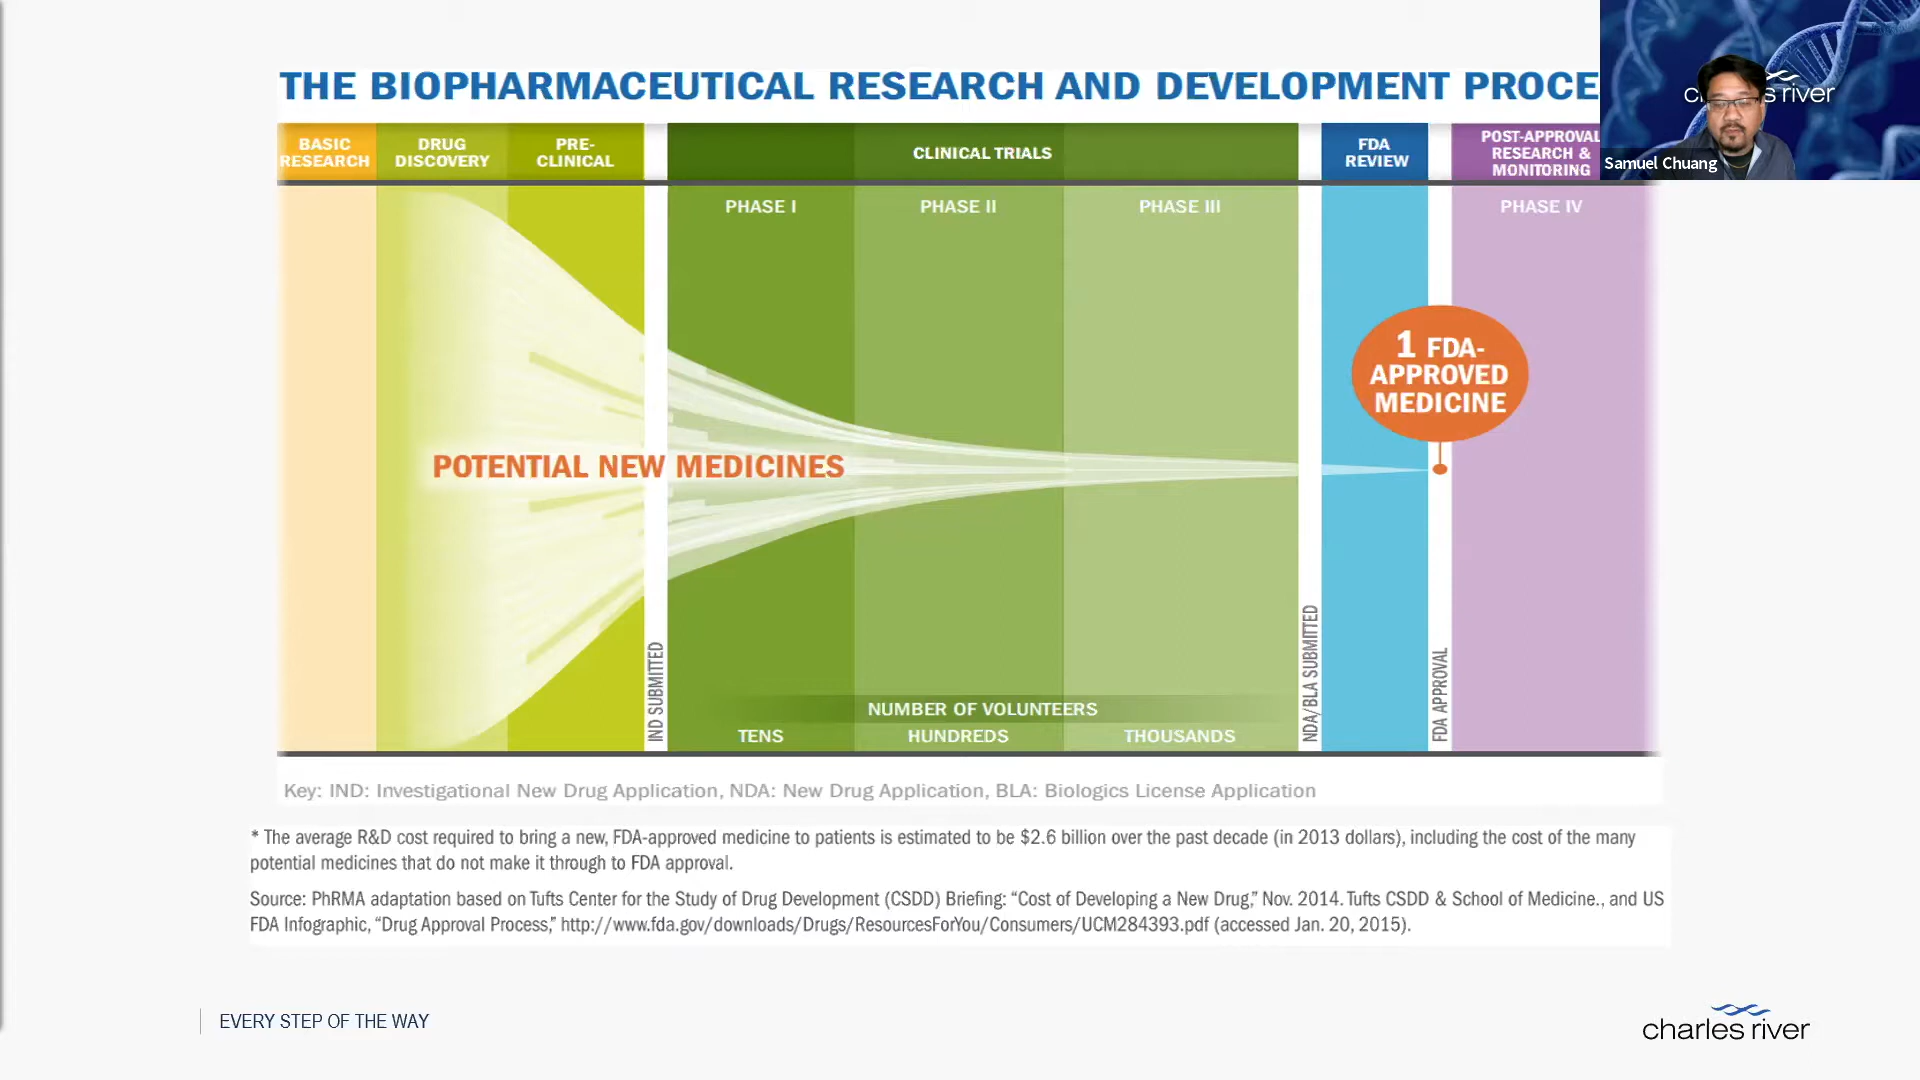 THE BIOPHARMACEUTICAL RESEARCH AND DEVELOPMENT PROCE
BASIC
RESEARCH
DRUG
DISCOVERY
PRE-
CLINICAL
CLINICAL TRIALS
FDA
REVIEW
POST-APPROVAL
RESEARCH &
MONITORING
charles river
Samuel Chuang
PHASE I
PHASE II
PHASE III
PHASE IV
1 FDA-
APPROVED
MEDICINE
POTENTIAL NEW MEDICINES
IND SUBMITTED
NDA/BLA SUBMITTED
FDA APPROVAL
NUMBER OF VOLUNTEERS
TENS
HUNDREDS
THOUSANDS
Key: IND: Investigational New Drug Application, NDA: New Drug Application, BLA: Biologics License Application
* The average R&D cost required to bring a new, FDA-approved medicine to patients is estimated to be $2.6 billion over the past decade (in 2013 dollars), including the cost of the many
potential medicines that do not make it through to FDA approval.
Source: PhRMA adaptation based on Tufts Center for the Study of Drug Development (CSDD) Briefing: “Cost of Developing a New Drug,” Nov. 2014. Tufts CSDD & School of Medicine., and US
FDA Infographic, “Drug Approval Process,” http://www.fda.gov/downloads/Drugs/ResourcesForYou/Consumers/UCM284393.pdf (accessed Jan. 20, 2015).
EVERY STEP OF THE WAY
charles river